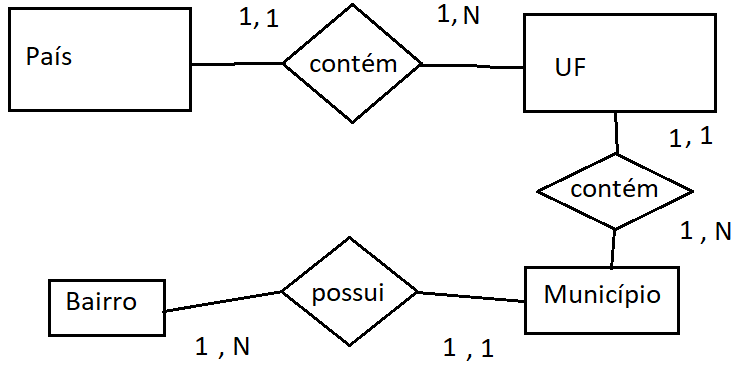 País
1,1
contém
1,N
UF
1, 1
contém
1 , N
Município
1 , 1
possui
1 , N
Bairro